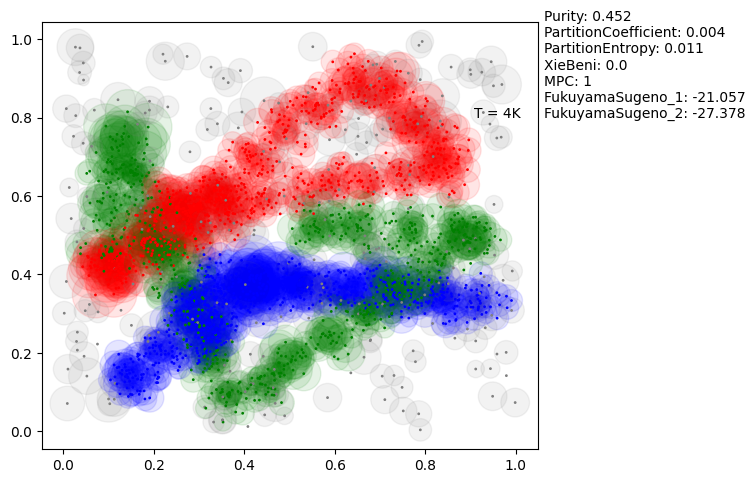 Purity: 0.452
PartitionCoefficient: 0.004
PartitionEntropy: 0.011
XieBeni: 0.0
MPC: 1
FukuyamaSugeno_1: -21.057
FukuyamaSugeno_2: -27.378
T = 4K
1.0
0.8
0.6
0.4
0.2
0.0
0.0 0.2 0.4 0.6 0.8 1.0